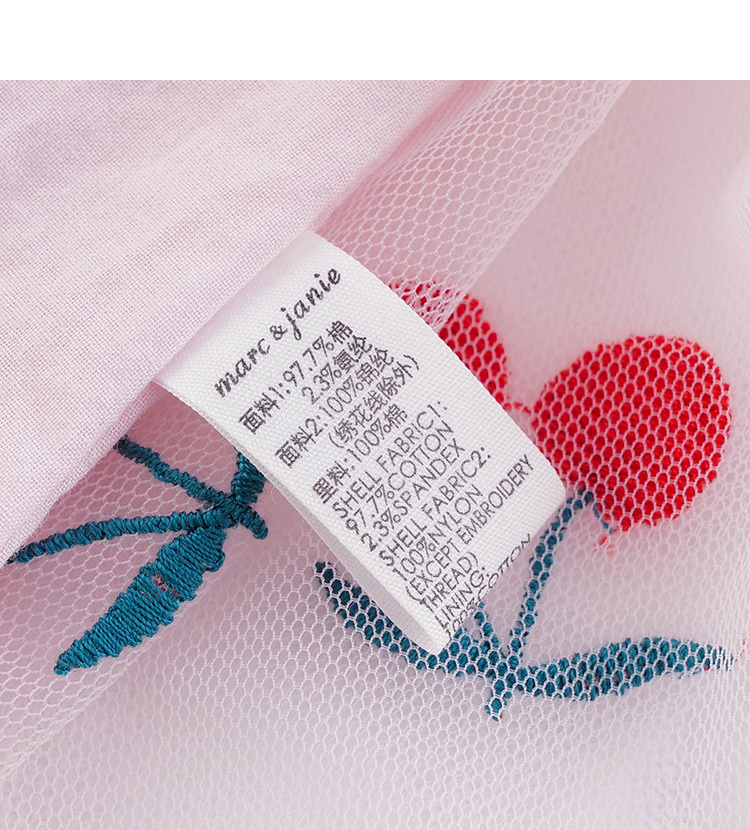 marc & janie
面料1:97.7%棉
2.3%氨纶
面料2:100%锦纶
(绣花线除外)
里料:100%棉
SHELL FABRIC1:
97.7%COTTON
2.3%SPANDEX
SHELL FABRIC2:
100%NYLON
(EXCEPT EMBROIDERY
THREAD)
LINING:
100%COTTON